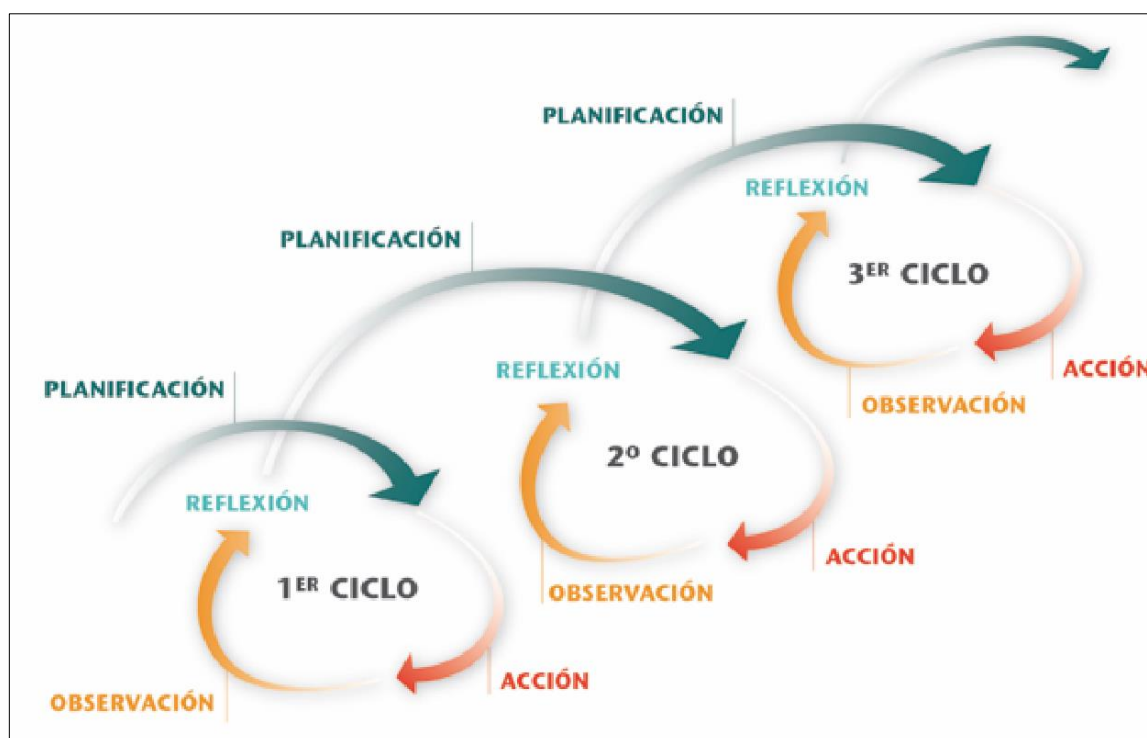 PLANIFICACIÓN
REFLEXIÓN
3ER CICLO
ACCIÓN
OBSERVACIÓN
PLANIFICACIÓN
REFLEXIÓN
2º CICLO
ACCIÓN
OBSERVACIÓN
PLANIFICACIÓN
REFLEXIÓN
1ER CICLO
ACCIÓN
OBSERVACIÓN